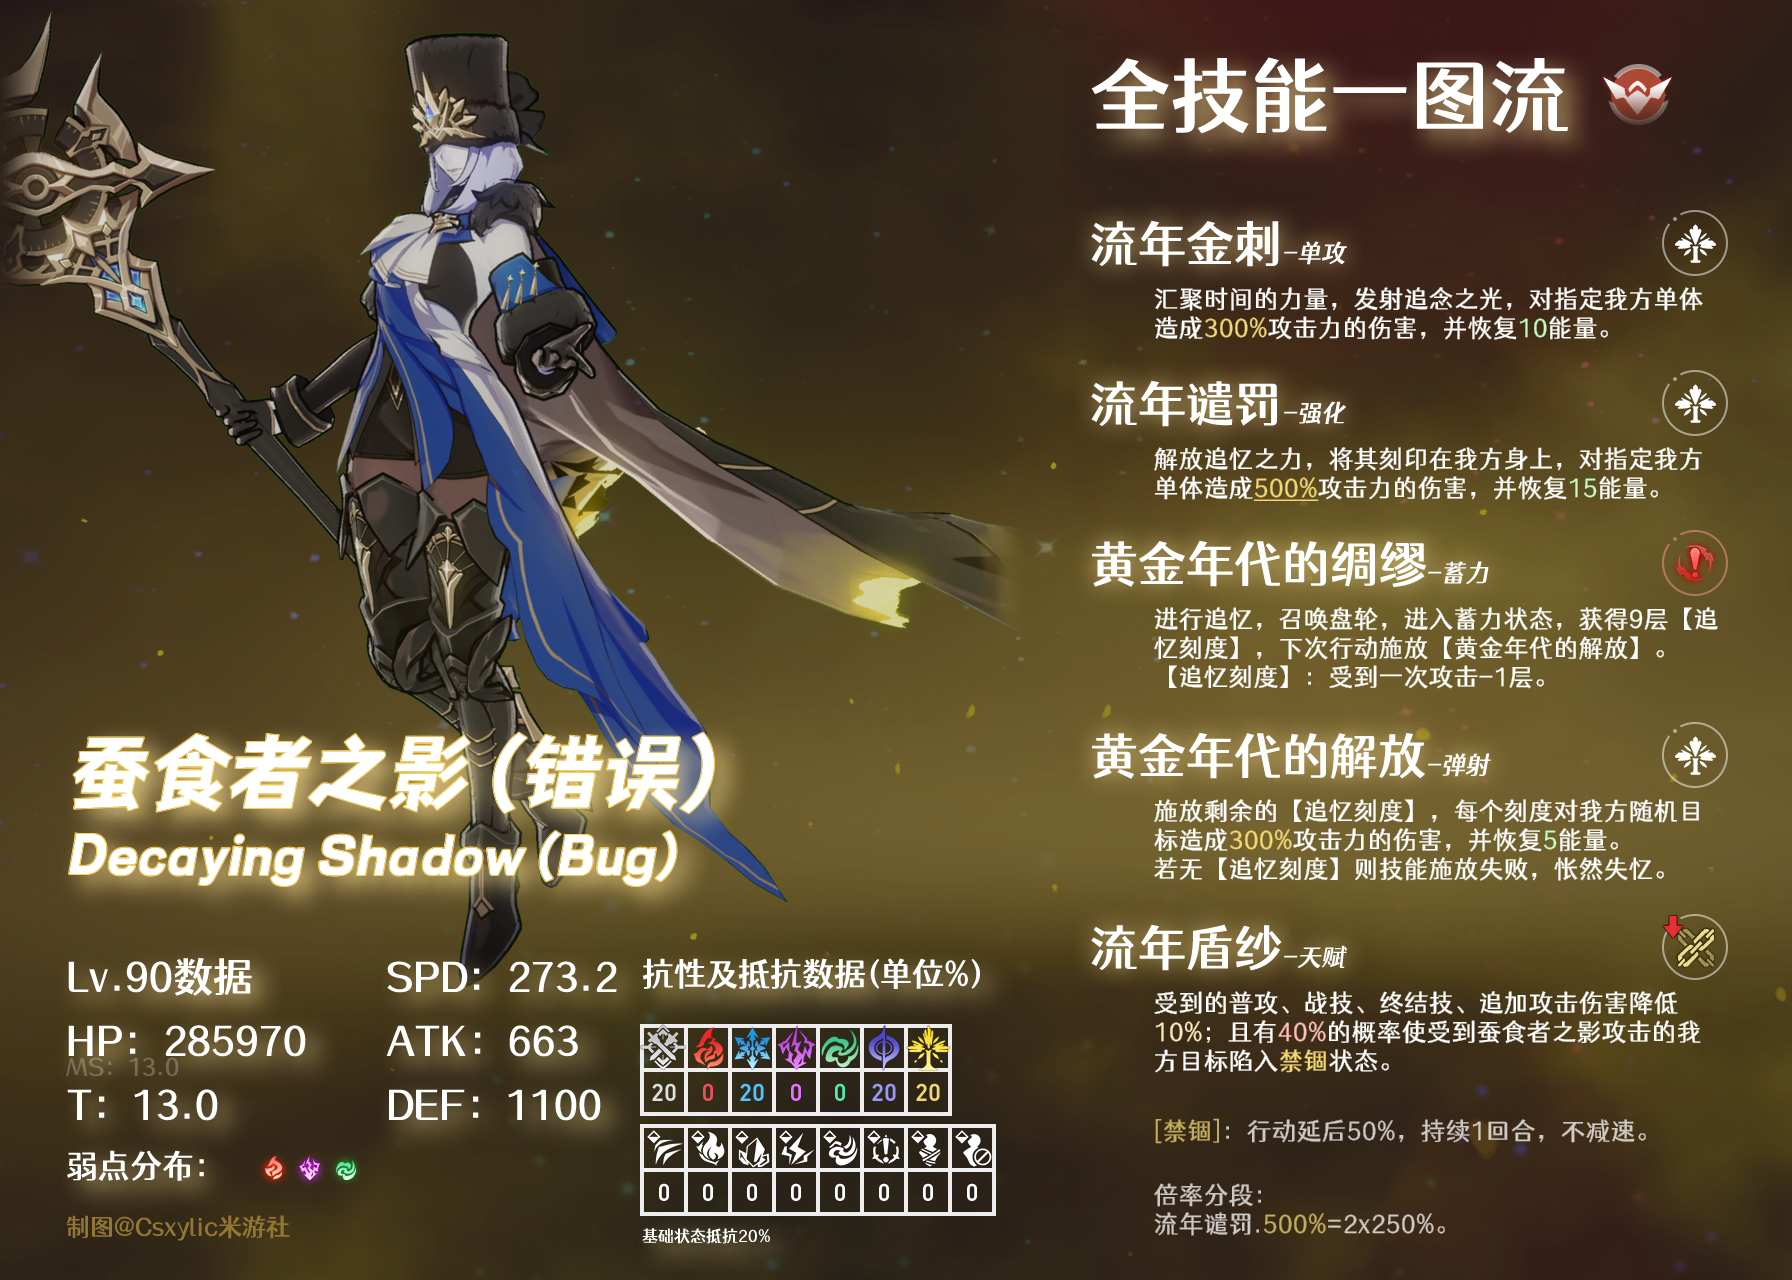 全技能一图流
流年金刺-单攻
汇聚时间的力量，发射追念之光，对指定我方单体
造成300%攻击力的伤害，并恢复10能量。
流年谴罚-强化
解放追忆之力，将其刻印在我方身上，对指定我方
单体造成500%攻击力的伤害，并恢复15能量。
黄金年代的绸缪-蓄力
进行追忆，召唤盘轮，进入蓄力状态，获得9层【追
忆刻度】，下次行动施放【黄金年代的解放】。
【追忆刻度】：受到一次攻击-1层。
黄金年代的解放-弹射
施放剩余的【追忆刻度】，每个刻度对我方随机目
标造成300%攻击力的伤害，并恢复5能量。
若无【追忆刻度】则技能施放失败，怅然失忆。
流年盾纱-天赋
受到的普攻、战技、终结技、追加攻击伤害降低
10%；且有40%的概率使受到蚕食者之影攻击的我
方目标陷入禁锢状态。
[禁锢]：行动延后50%，持续1回合，不减速。
倍率分段：
流年谴罚.500%=2x250%。
蚕食者之影（错误）
Decaying Shadow (Bug)
Lv.90数据
SPD：273.2
HP：285970
ATK：663
MS：13.0
T：13.0
DEF：1100
弱点分布：
制图@Csxylic米游社
抗性及抵抗数据(单位%)
20 0 20 0 0 20 20
0 0 0 0 0 0 0 0
基础状态抵抗20%